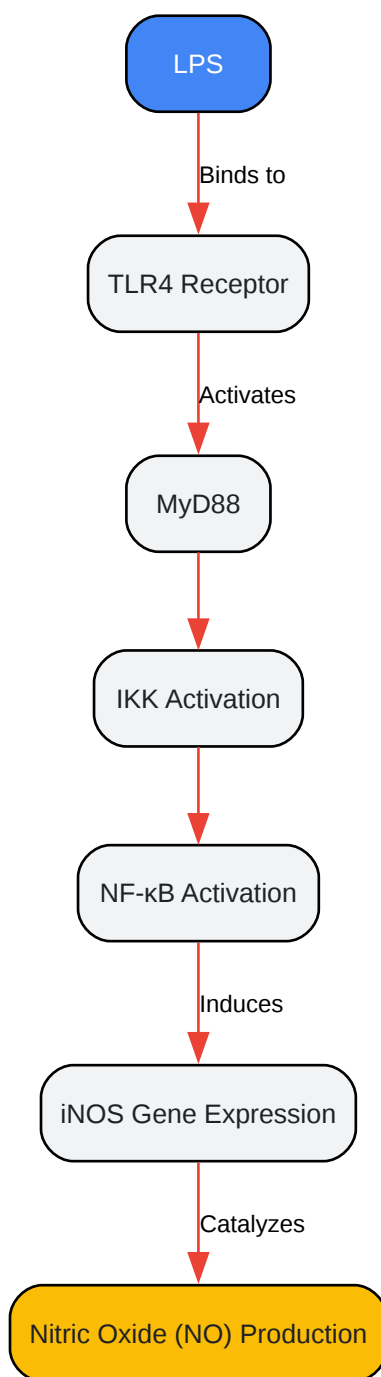 LPS
Binds to
TLR4 Receptor
Activates
MyD88
IKK Activation
NF-κB Activation
Induces
iNOS Gene Expression
Catalyzes
Nitric Oxide (NO) Production